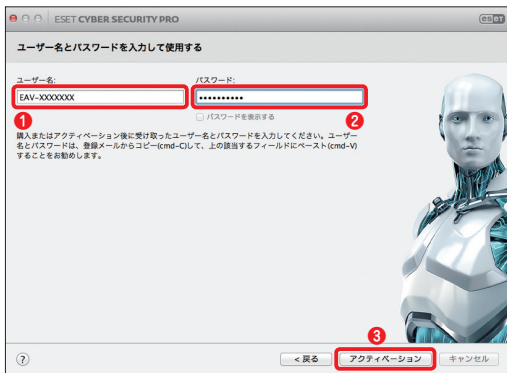 ESET CYBER SECURITY PRO
eset
ユーザー名とパスワードを入力して使用する
ユーザー名: パスワード:
EAV-XXXXXXX ••••••••••
パスワードを表示する
1 2
購入またはアクティベーション後に受け取ったユーザー名とパスワードを入力してください。ユーザー
名とパスワードは、登録メールからコピー(cmd-C)して、上の該当するフィールドにペースト(cmd-V)
することをお勧めします。
3
? <戻る アクティベーション キャンセル